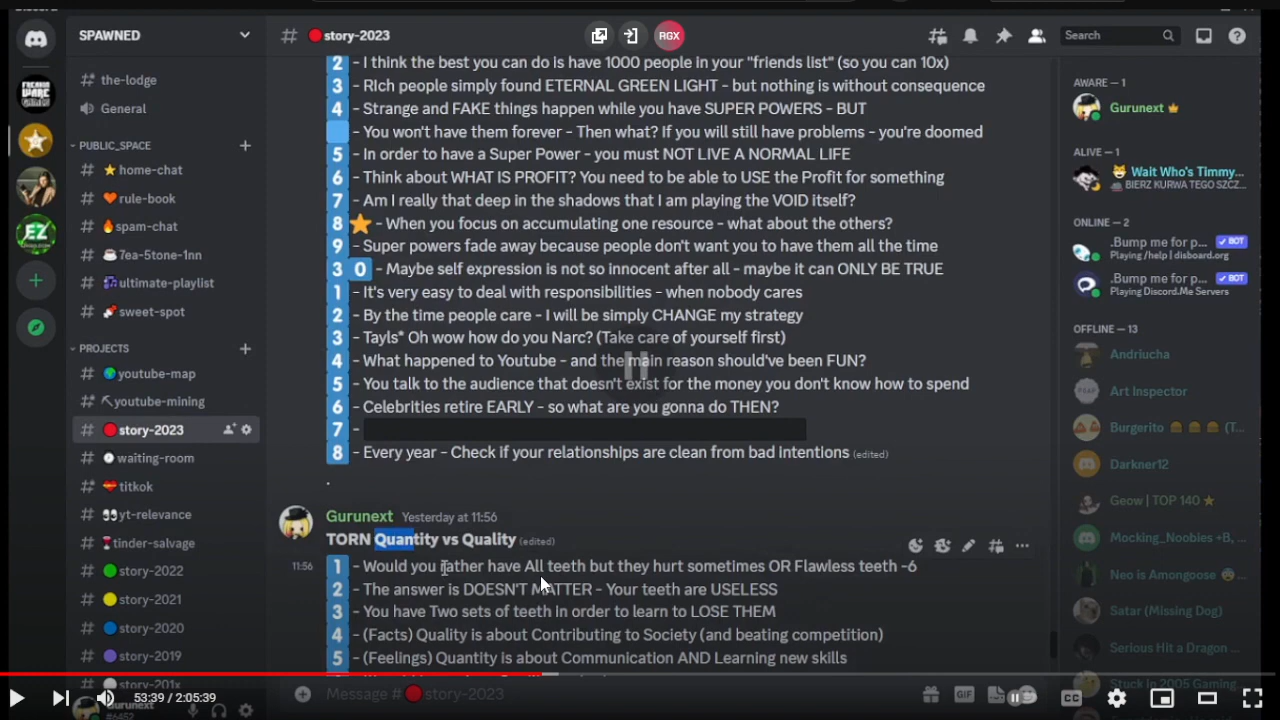 SPAWNED
# the-lodge
General
PUBLIC_SPACE
# home-chat
# rule-book
# spam-chat
# 7ea-5tone-1nn
# ultimate-playlist
# sweet-spot
PROJECTS
# youtube-map
# youtube-mining
# story-2023
# waiting-room
# titkok
# yt-relevance
# tinder-salvage
# story-2022
# story-2021
# story-2020
# story-2019
# story-201x
Gurunext
#6452
# story-2023
RGX
Search
2 - I think the best you can do is have 1000 people in your "friends list" (so you can 10x)
3 - RIch people simply found ETERNAL GREEN LIGHT - but nothing is without consequence
4 - Strange and FAKE things happen while you have SUPER POWERS - BUT
- You won't have them forever - Then what? If you will still have problems - you're doomed
5 - In order to have a Super Power - you must NOT LIVE A NORMAL LIFE
6 - Think about WHAT IS PROFIT? You need to be able to USE the Profit for something
7 - Am I really that deep in the shadows that I am playing the VOID itself?
8 - When you focus on accumulating one resource - what about the others?
9 - Super powers fade away because people don't want you to have them all the time
3 0 - Maybe self expression is not so innocent after all - maybe it can ONLY BE TRUE
1 - It's very easy to deal with responsibilities - when nobody cares
2 - By the time people care - I will be simply CHANGE my strategy
3 - Tayls* Oh wow how do you Narc? (Take care of yourself first)
4 - What happened to Youtube - and the main reason should've been FUN?
5 - You talk to the audience that doesn't exist for the money you don't know how to spend
6 - Celebrities retire EARLY - so what are you gonna do THEN?
7 -
8 - Every year - Check if your relationships are clean from bad intentions (edited)
.
Gurunext Yesterday at 11:56
TORN Quantity vs Quality (edited)
11:56 1 - Would you rather have All teeth but they hurt sometimes OR Flawless teeth -6
2 - The answer is DOESN'T MATTER - Your teeth are USELESS
3 - You have Two sets of teeth in order to learn to LOSE THEM
4 - (Facts) Quality is about Contributing to Society (and beating competition)
5 - (Feelings) Quantity is about Communication AND Learning new skills
Message # story-2023
GIF
AWARE — 1
Gurunext
ALIVE — 1
Wait Who's Timmy...
BIERZ KURWA TEGO SZCZ...
ONLINE — 2
.Bump me for p... BOT
Playing /help | disboard.org
.Bump me for p... BOT
Playing Discord.Me Servers
OFFLINE — 13
Andriucha
Art Inspector
Burgerito (T...
Darkner12
Geow | TOP 140
Mocking_Noobles +B, ...
Neo is Amongoose
Satar (Missing Dog)
Serious Hit a Dragon ...
Stuck in 2005 Gaming
53:39 / 2:05:39
CC